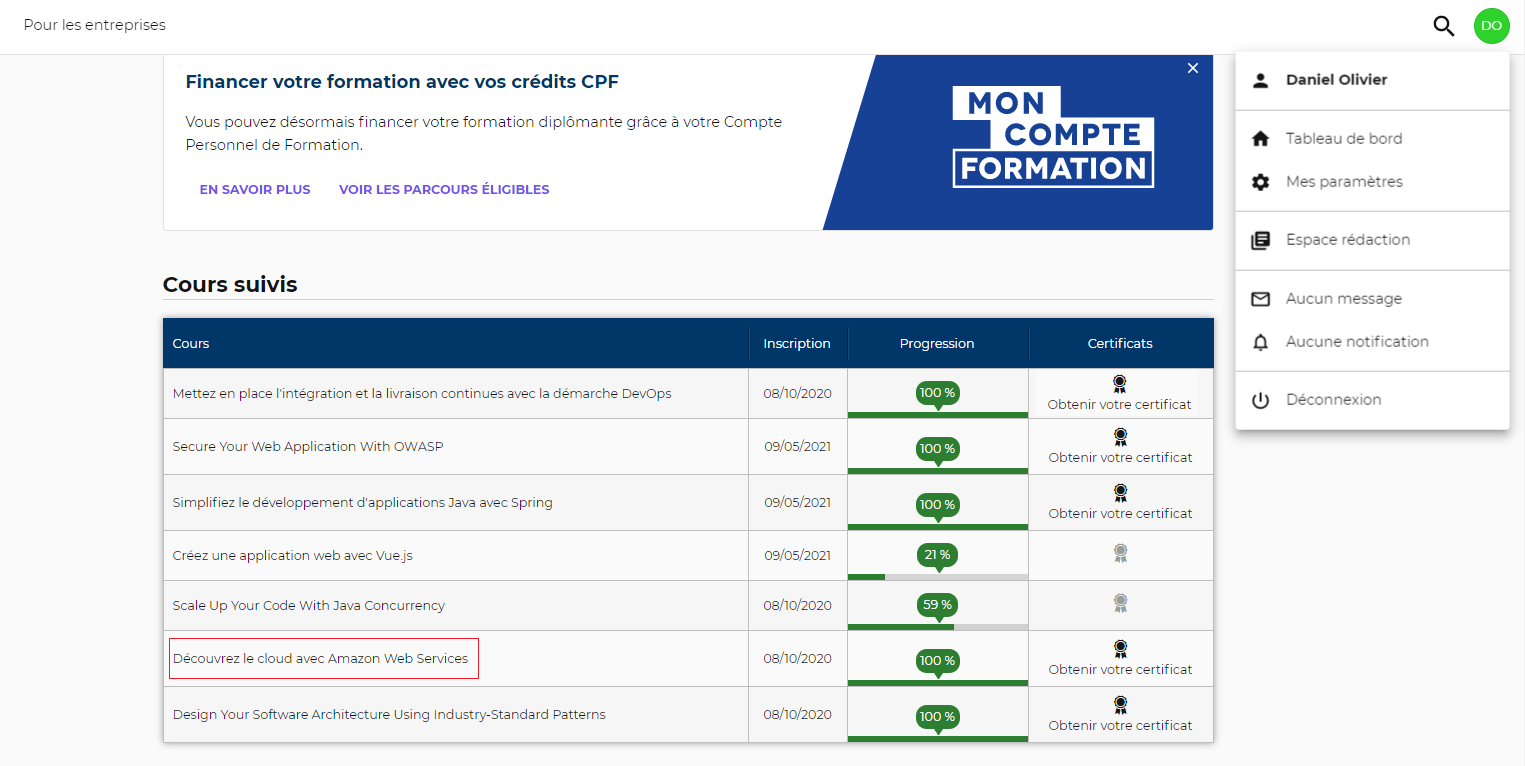 Pour les entreprises
DO
Financer votre formation avec vos crédits CPF
Vous pouvez désormais financer votre formation diplômante grâce à votre Compte
Personnel de Formation.
EN SAVOIR PLUS VOIR LES PARCOURS ÉLIGIBLES
MON
COMPTE
FORMATION
Daniel Olivier
Tableau de bord
Mes paramètres
Espace rédaction
Aucun message
Aucune notification
Déconnexion
Cours suivis
Cours Inscription Progression Certificats
Mettez en place l'intégration et la livraison continues avec la démarche DevOps 08/10/2020 100 % Obtenir votre certificat
Secure Your Web Application With OWASP 09/05/2021 100 % Obtenir votre certificat
Simplifiez le développement d'applications Java avec Spring 09/05/2021 100 % Obtenir votre certificat
Créez une application web avec Vue.js 09/05/2021 21 %
Scale Up Your Code With Java Concurrency 08/10/2020 59 %
Découvrez le cloud avec Amazon Web Services 08/10/2020 100 % Obtenir votre certificat
Design Your Software Architecture Using Industry-Standard Patterns 08/10/2020 100 % Obtenir votre certificat